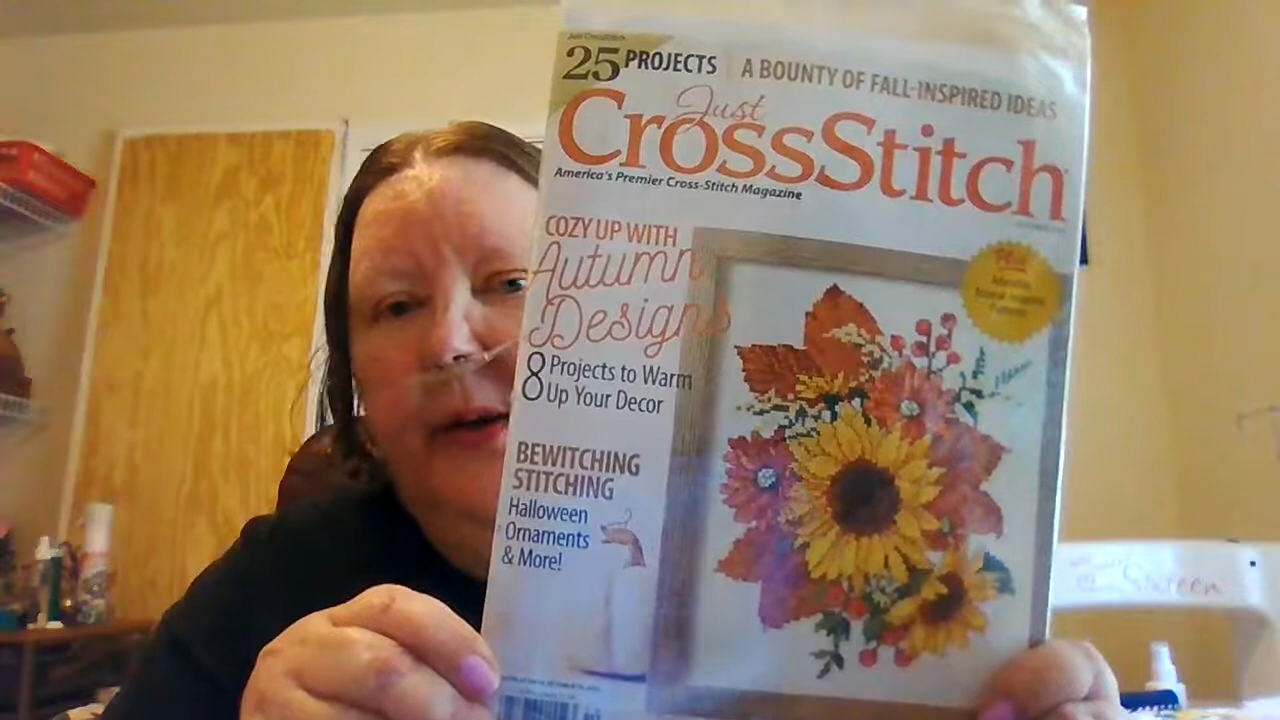 25 PROJECTS A BOUNTY OF FALL-INSPIRED IDEAS
Just
CrossStitch
America's Premier Cross-Stitch Magazine
COZY UP WITH
Autumn
Designs
8 Projects to Warm
Up Your Decor
BEWITCHING
STITCHING
Halloween
Ornaments
& More!
Sixteen